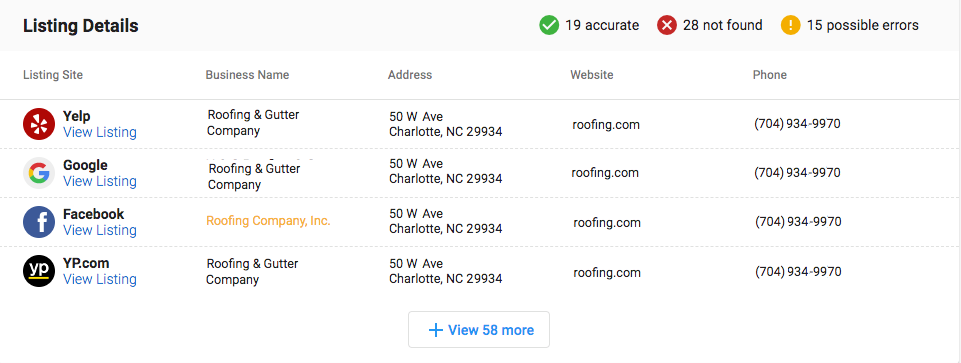 Listing Details
19 accurate
28 not found
15 possible errors
Listing Site
Business Name
Address
Website
Phone
Yelp
View Listing
Roofing & Gutter
Company
50 W Ave
Charlotte, NC 29934
roofing.com
(704) 934-9970
Google
View Listing
Roofing & Gutter
Company
50 W Ave
Charlotte, NC 29934
roofing.com
(704) 934-9970
Facebook
View Listing
Roofing Company, Inc.
50 W Ave
Charlotte, NC 29934
roofing.com
(704) 934-9970
yp
YP.com
View Listing
Roofing & Gutter
Company
50 W Ave
Charlotte, NC 29934
roofing.com
(704) 934-9970
+ View 58 more